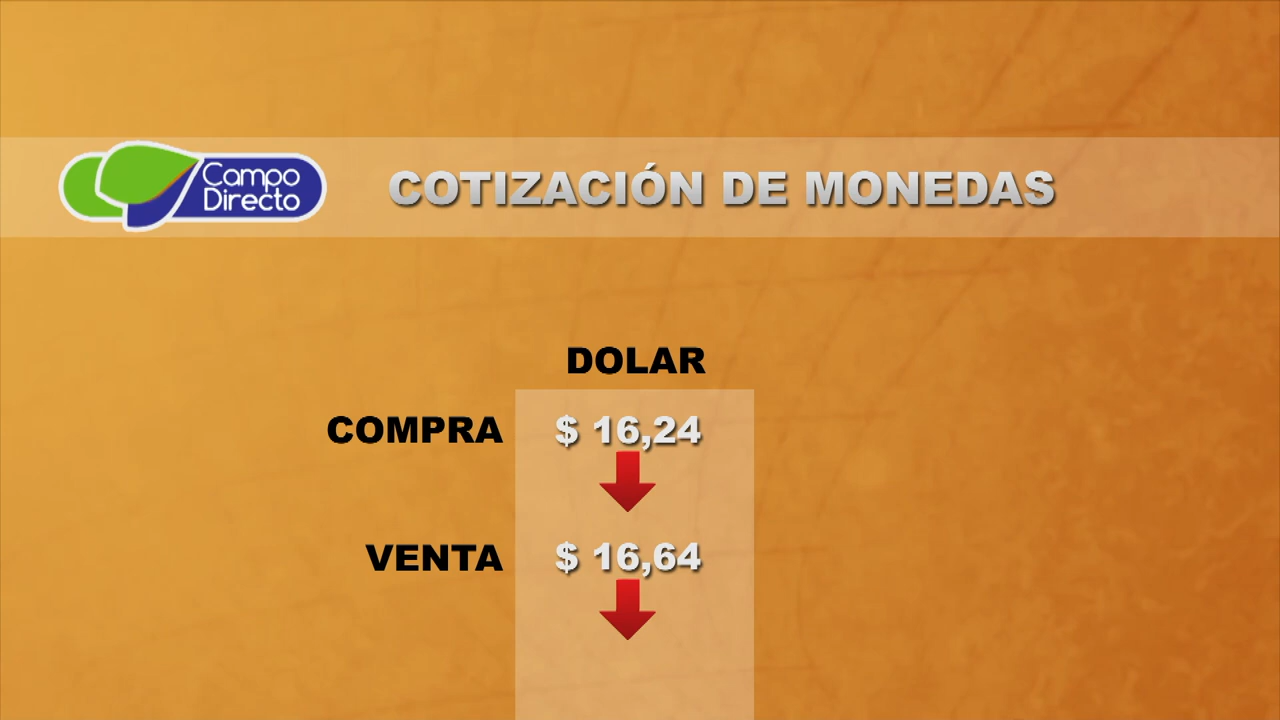 Campo
Directo
COTIZACIÓN DE MONEDAS
DOLAR
COMPRA $ 16,24
VENTA $ 16,64